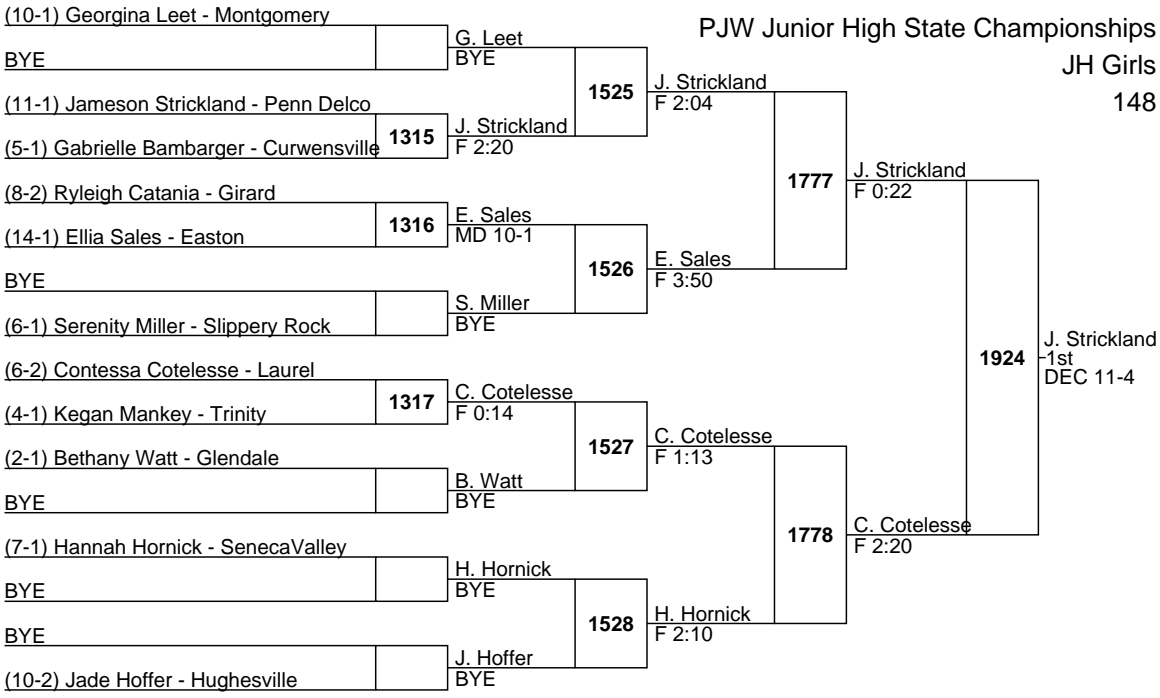 PJW Junior High State Championships
JH Girls
148
(10-1) Georgina Leet - Montgomery
BYE
(11-1) Jameson Strickland - Penn Delco
(5-1) Gabrielle Bambarger - Curwensville
(8-2) Ryleigh Catania - Girard
(14-1) Ellia Sales - Easton
BYE
(6-1) Serenity Miller - Slippery Rock
(6-2) Contessa Cotelesse - Laurel
(4-1) Kegan Mankey - Trinity
(2-1) Bethany Watt - Glendale
BYE
(7-1) Hannah Hornick - SenecaValley
BYE
BYE
(10-2) Jade Hoffer - Hughesville
1315
1316
1317
G. Leet
BYE
J. Strickland
F 2:20
E. Sales
MD 10-1
S. Miller
BYE
C. Cotelesse
F 0:14
B. Watt
BYE
H. Hornick
BYE
J. Hoffer
BYE
1525
1526
1527
1528
J. Strickland
F 2:04
E. Sales
F 3:50
C. Cotelesse
F 1:13
H. Hornick
F 2:10
1777
1778
J. Strickland
F 0:22
C. Cotelesse
F 2:20
1924
J. Strickland
1st
DEC 11-4